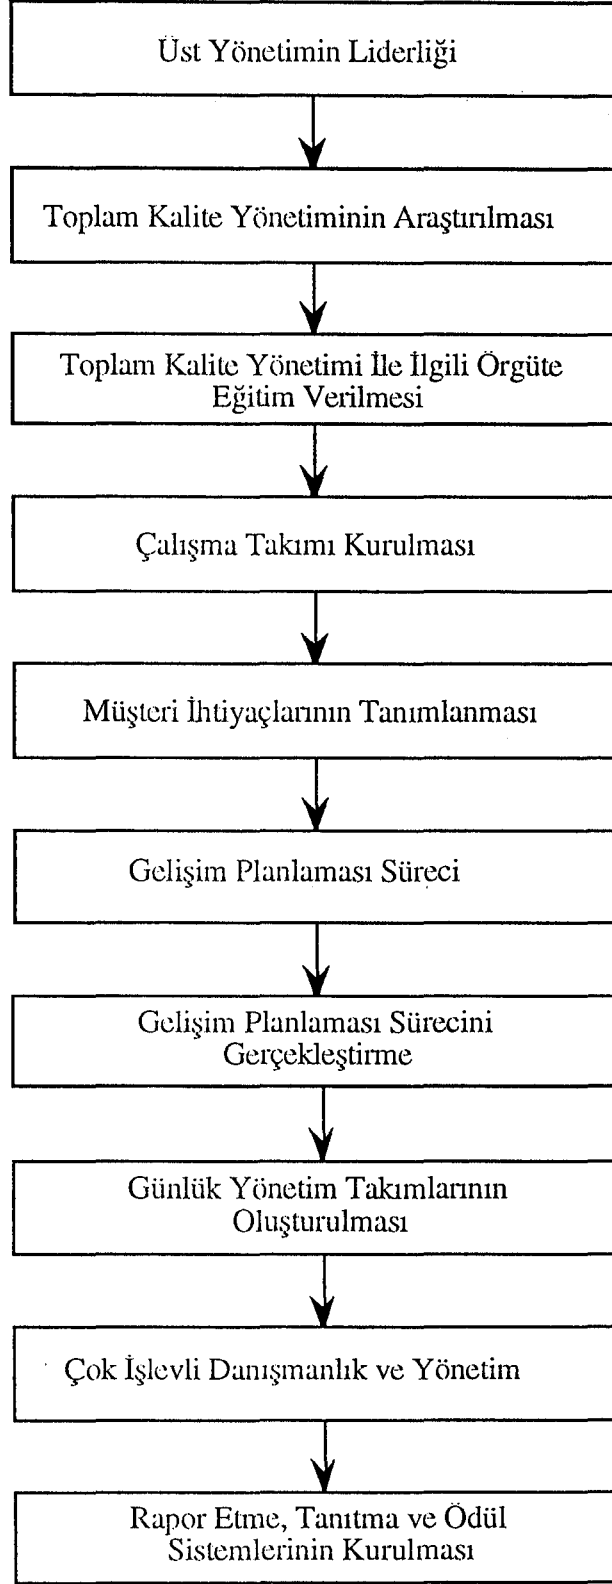 Üst Yönetimin Liderliği
Toplam Kalite Yönetiminin Araştırılması
Toplam Kalite Yönetimi İle İlgili Örgüte
Eğitim Verilmesi
Çalışma Takımı Kurulması
Müşteri İhtiyaçlarının Tanımlanması
Gelişim Planlaması Süreci
Gelişim Planlaması Sürecini
Gerçekleştirme
Günlük Yönetim Takımlarının
Oluşturulması
Çok İşlevli Danışmanlık ve Yönetim
Rapor Etme, Tanıtma ve Ödül
Sistemlerinin Kurulması